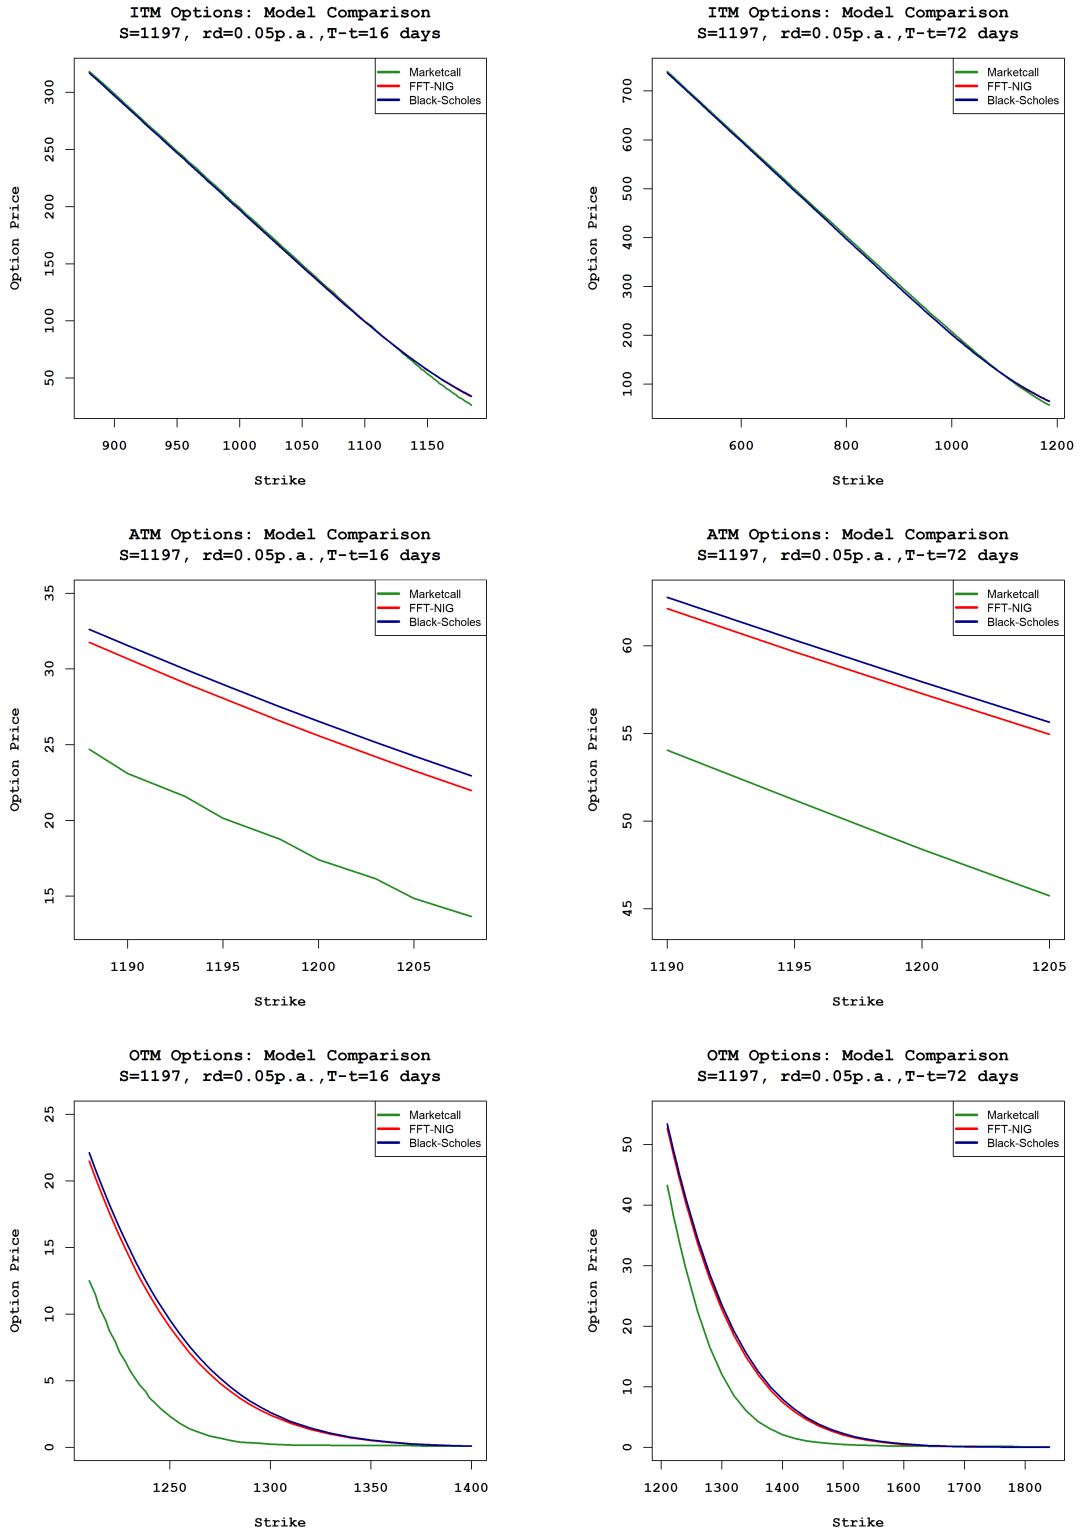 ITM Options: Model Comparison
S=1197, rd=0.05p.a.,T-t=16 days
Marketcall
FFT-NIG
Black-Scholes
Option Price
300
250
200
150
100
50
900 950 1000 1050 1100 1150
Strike
ITM Options: Model Comparison
S=1197, rd=0.05p.a.,T-t=72 days
Marketcall
FFT-NIG
Black-Scholes
Option Price
700
600
500
400
300
200
100
600 800 1000 1200
Strike
ATM Options: Model Comparison
S=1197, rd=0.05p.a.,T-t=16 days
Marketcall
FFT-NIG
Black-Scholes
Option Price
35
30
25
20
15
1190 1195 1200 1205
Strike
ATM Options: Model Comparison
S=1197, rd=0.05p.a.,T-t=72 days
Marketcall
FFT-NIG
Black-Scholes
Option Price
60
55
50
45
1190 1195 1200 1205
Strike
OTM Options: Model Comparison
S=1197, rd=0.05p.a.,T-t=16 days
Marketcall
FFT-NIG
Black-Scholes
Option Price
25
20
15
10
5
0
1250 1300 1350 1400
Strike
OTM Options: Model Comparison
S=1197, rd=0.05p.a.,T-t=72 days
Marketcall
FFT-NIG
Black-Scholes
Option Price
50
40
30
20
10
0
1200 1300 1400 1500 1600 1700 1800
Strike